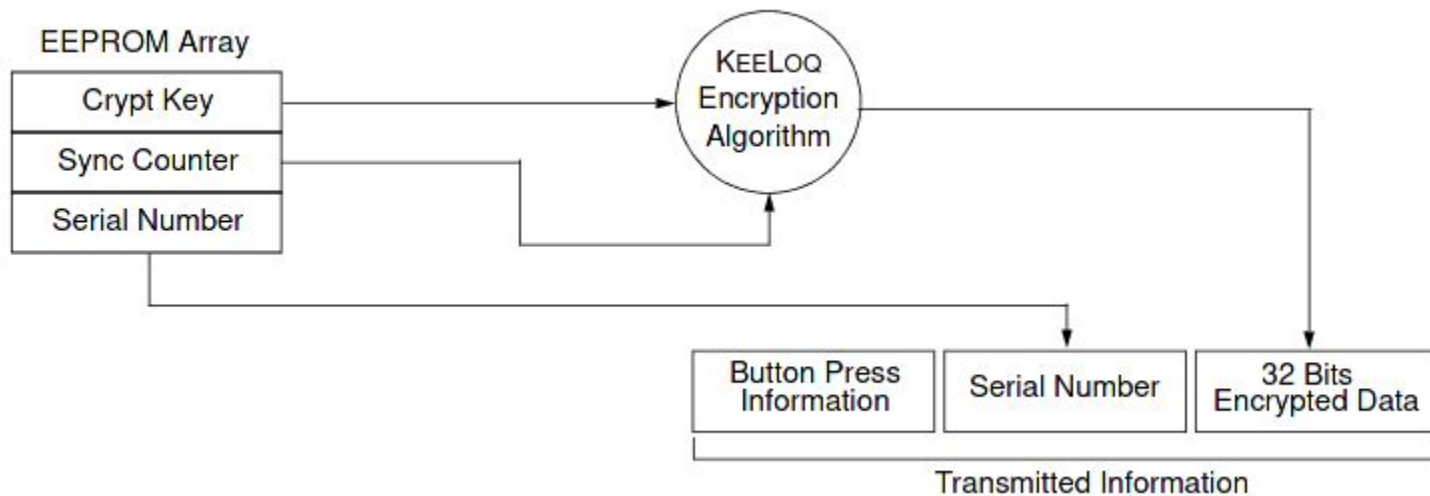 EEPROM Array
Crypt Key
Sync Counter
Serial Number
KEELOQ
Encryption
Algorithm
Button Press
Information
Serial Number
32 Bits
Encrypted Data
Transmitted Information